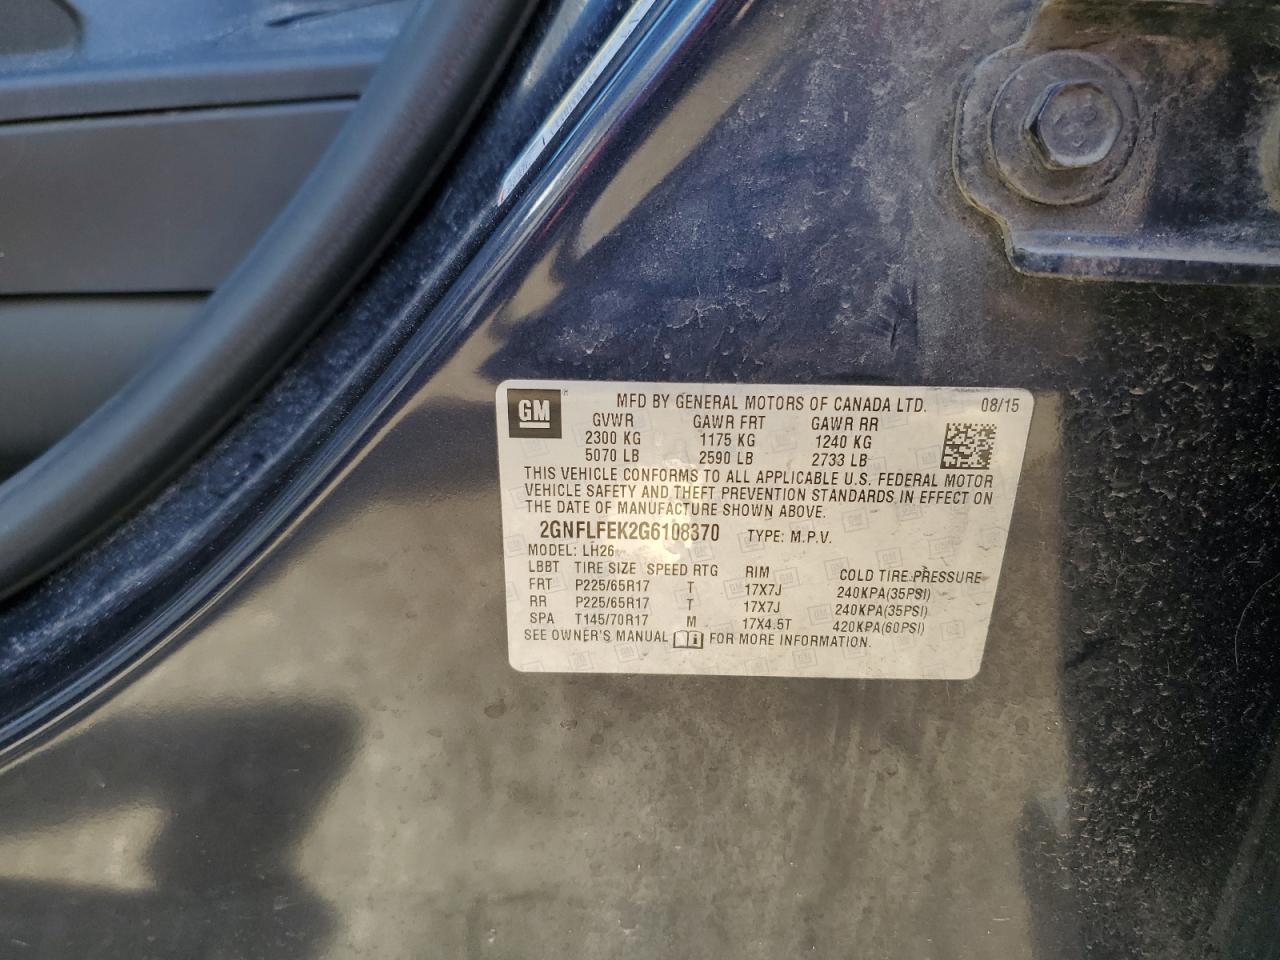 GM MFD BY GENERAL MOTORS OF CANADA LTD. 08/15
GVWR GAWR FRT GAWR RR
2300 KG 1175 KG 1240 KG
5070 LB 2590 LB 2733 LB
THIS VEHICLE CONFORMS TO ALL APPLICABLE U.S. FEDERAL MOTOR
VEHICLE SAFETY AND THEFT PREVENTION STANDARDS IN EFFECT ON
THE DATE OF MANUFACTURE SHOWN ABOVE.
2GNFLFEK2G6108370 TYPE: M.P.V.
MODEL: LH26
LBBT TIRE SIZE SPEED RTG RIM COLD TIRE PRESSURE
FRT P225/65R17 T 17X7J 240KPA(35PSI)
RR P225/65R17 T 17X7J 240KPA(35PSI)
SPA T145/70R17 M 17X4.5T 420KPA(60PSI)
SEE OWNER'S MANUAL FOR MORE INFORMATION.